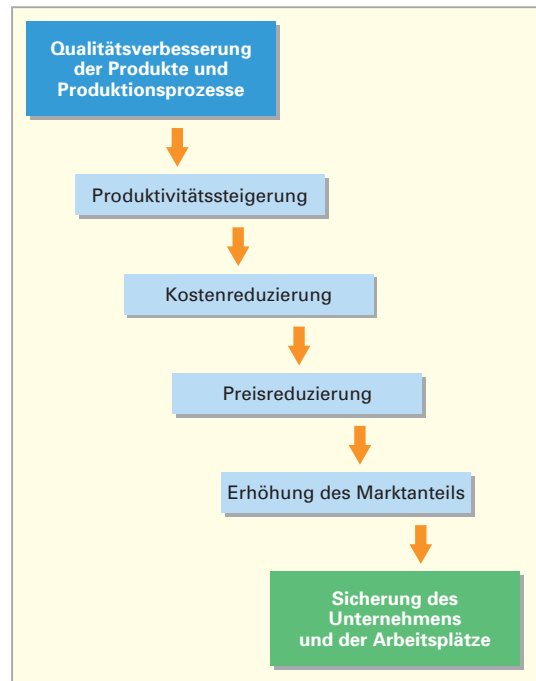 Qualitätsverbesserung
der Produkte und
Produktionsprozesse
Produktivitätssteigerung
Kostenreduzierung
Preisreduzierung
Erhöhung des Marktanteils
Sicherung des
Unternehmens
und der Arbeitsplätze